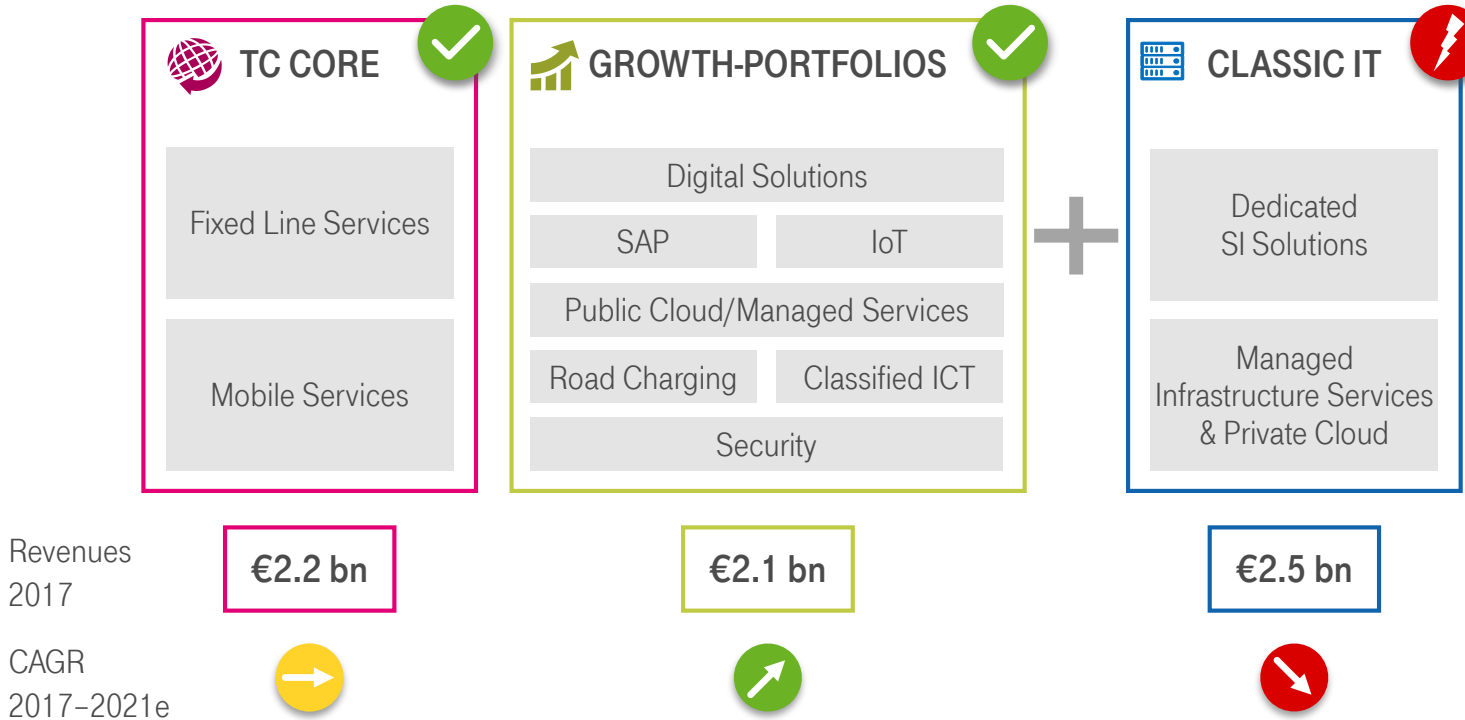 TC CORE
Fixed Line Services
Mobile Services
GROWTH-PORTFOLIOS
Digital Solutions
SAP
IoT
Public Cloud/Managed Services
Road Charging
Classified ICT
Security
CLASSIC IT
Dedicated
SI Solutions
Managed
Infrastructure Services
& Private Cloud
Revenues
2017
€2.2 bn
€2.1 bn
€2.5 bn
CAGR
2017–2021e